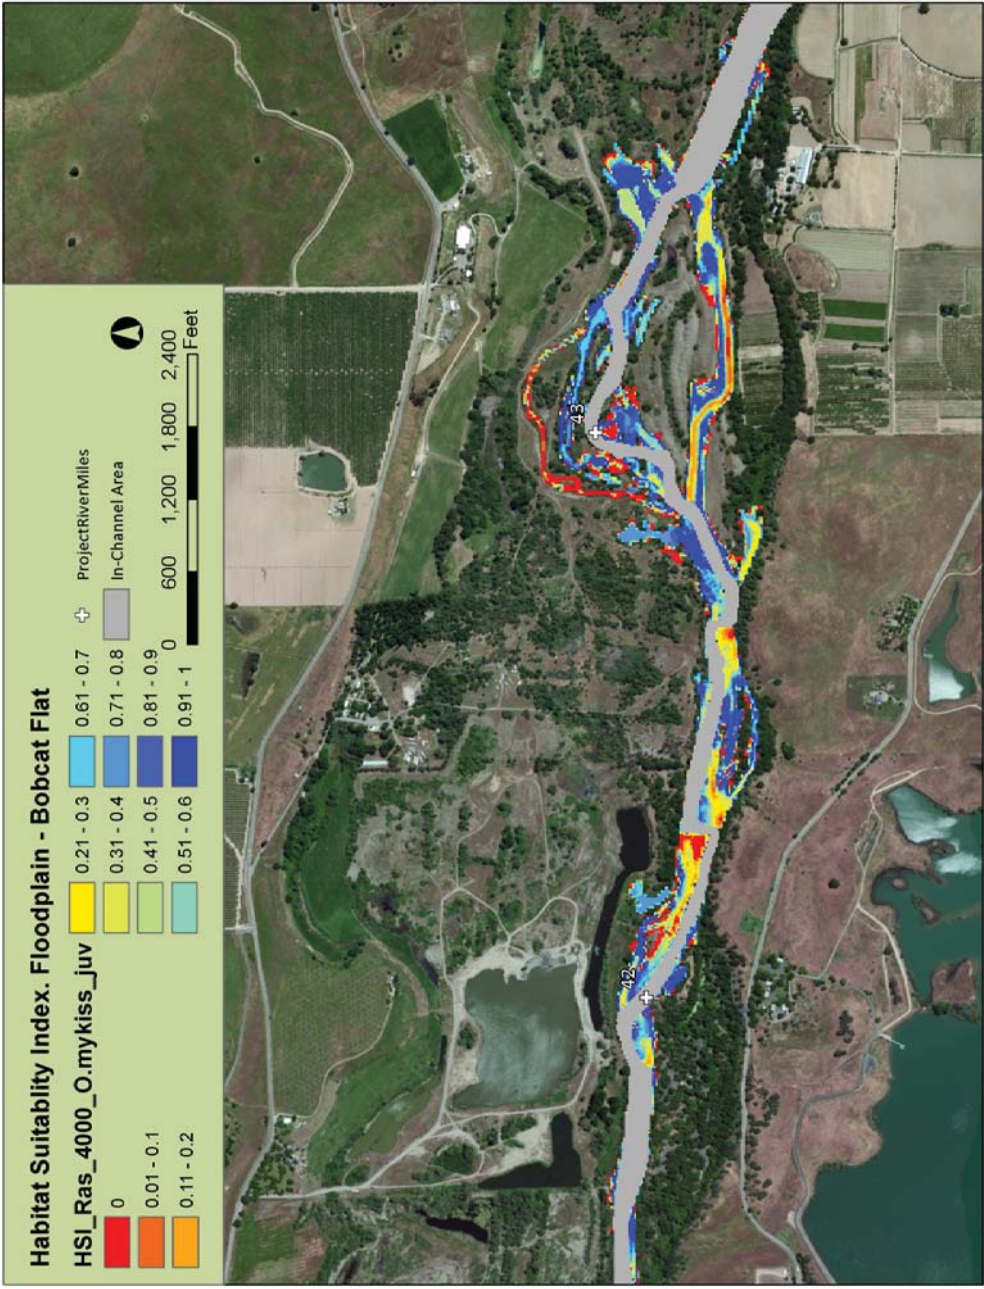 Habitat Suitablity Index. Floodplain - Bobcat Flat
HSI_Ras_4000_O.mykiss_juv
0
0.01 - 0.1
0.11 - 0.2
0.21 - 0.3
0.31 - 0.4
0.41 - 0.5
0.51 - 0.6
0.61 - 0.7
0.71 - 0.8
0.81 - 0.9
0.91 - 1
ProjectRiverMiles
In-Channel Area
0 600 1,200 1,800 2,400
Feet
42
43